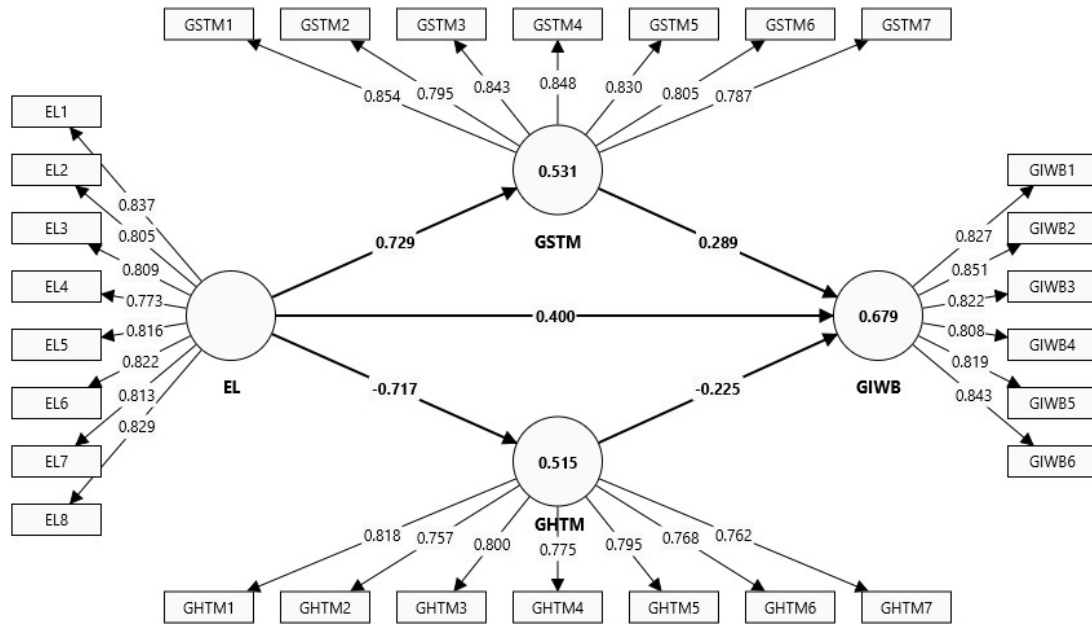 GSTM1 GSTM2 GSTM3 GSTM4 GSTM5 GSTM6 GSTM7
0.854 0.795 0.843 0.848 0.830 0.805 0.787
EL1
EL2
EL3
EL4
EL5
EL6
EL7
EL8
0.837
0.805
0.809
0.773
0.816
0.822
0.813
0.829
EL
0.729
0.400
-0.717
0.531
GSTM
0.289
-0.225
0.515
GHTM
0.679
GIWB
0.827
0.851
0.822
0.808
0.819
0.843
GIWB1
GIWB2
GIWB3
GIWB4
GIWB5
GIWB6
0.818 0.757 0.800 0.775 0.795 0.768 0.762
GHTM1 GHTM2 GHTM3 GHTM4 GHTM5 GHTM6 GHTM7